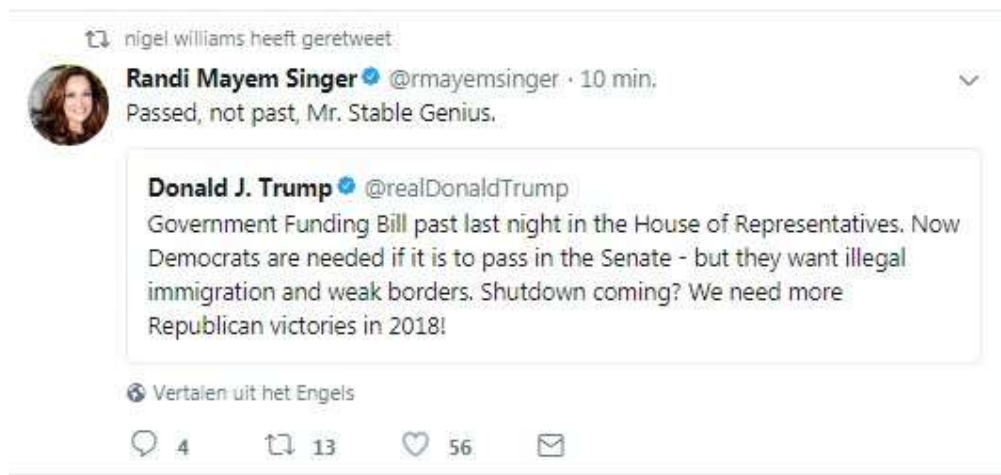 nigel williams heeft geretweet
Randi Mayem Singer @rmayemsinger · 10 min.
Passed, not past, Mr. Stable Genius.
Donald J. Trump @realDonaldTrump
Government Funding Bill past last night in the House of Representatives. Now
Democrats are needed if it is to pass in the Senate - but they want illegal
immigration and weak borders. Shutdown coming? We need more
Republican victories in 2018!
Vertalen uit het Engels
4 13 56